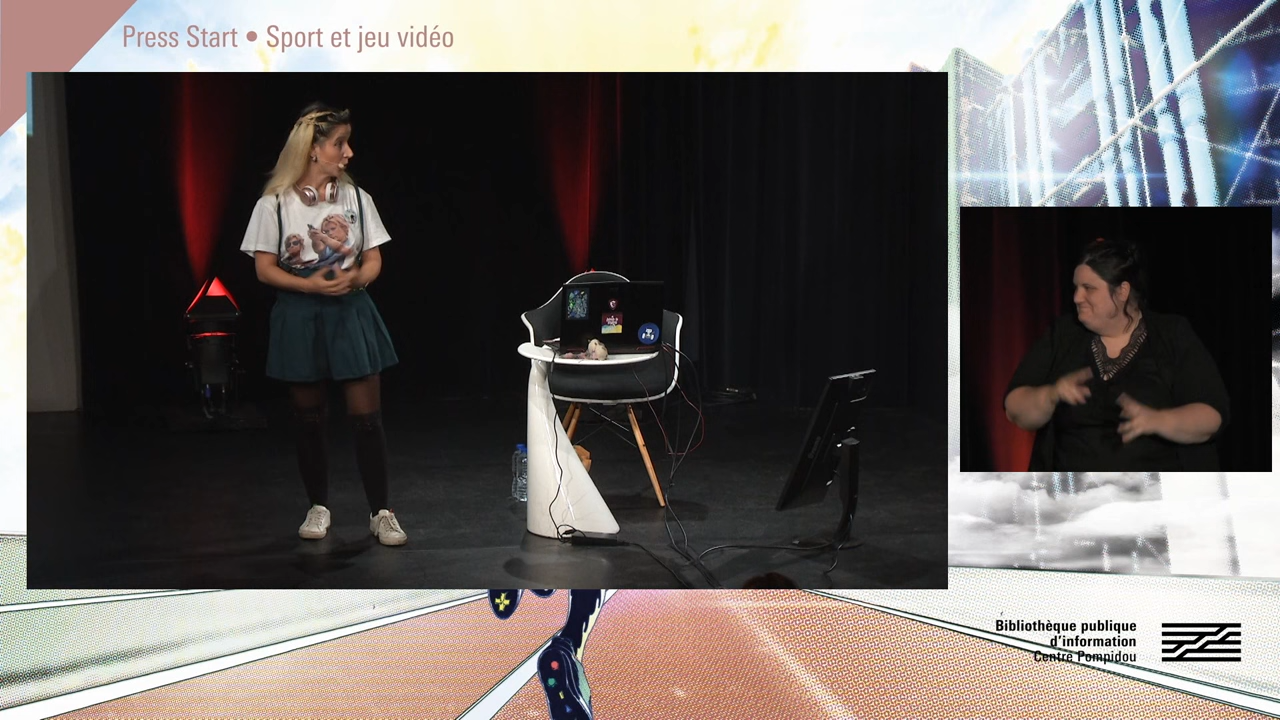 Press Start • Sport et jeu vidéo
Bibliothèque publique
d'information
Centre Pompidou